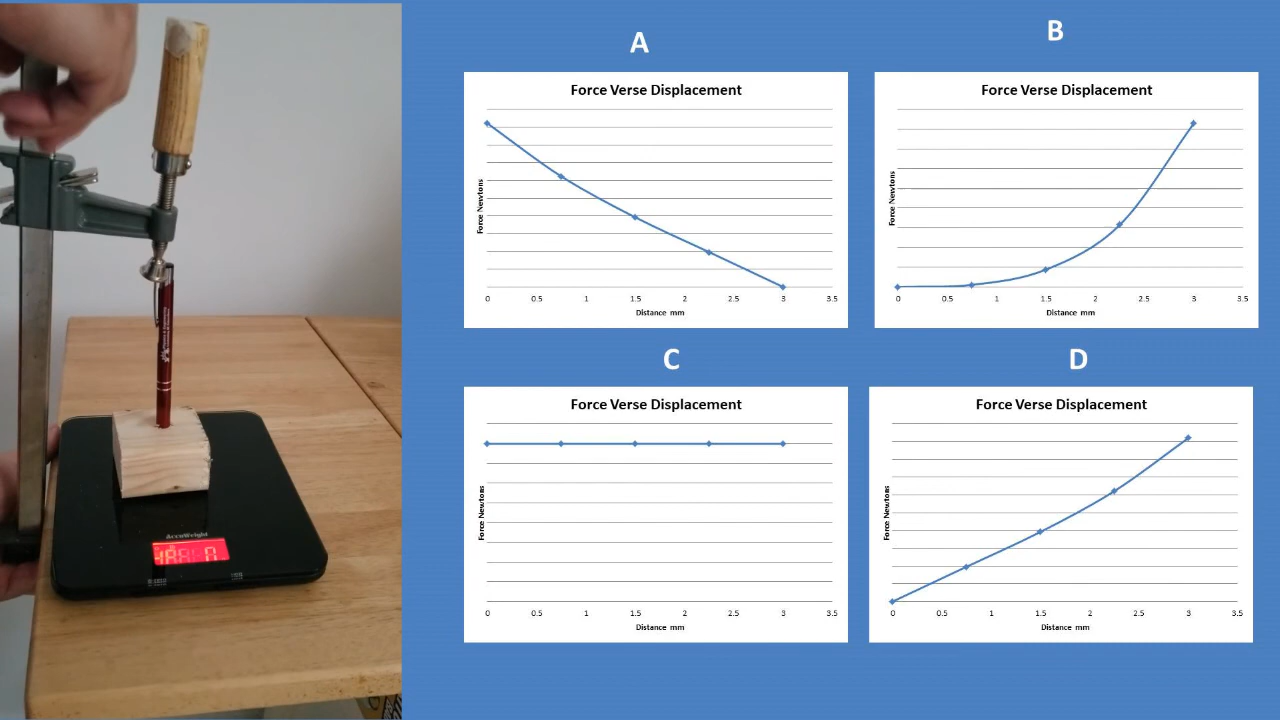 A
B
Force Verse Displacement
Force Newtons
0 0.5 1 1.5 2 2.5 3 3.5
Distance mm
Force Verse Displacement
Force Newtons
0 0.5 1 1.5 2 2.5 3 3.5
Distance mm
C
D
Force Verse Displacement
Force Newtons
0 0.5 1 1.5 2 2.5 3 3.5
Distance mm
Force Verse Displacement
Force Newtons
0 0.5 1 1.5 2 2.5 3 3.5
Distance mm
AccuWeight